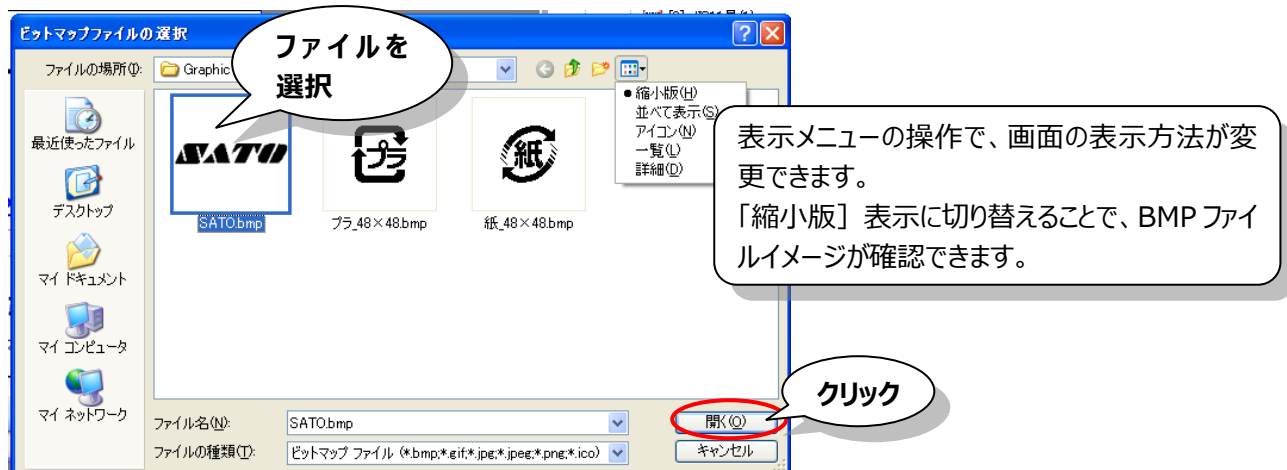 ビットマップファイルの選択
ファイルを
選択
ファイルの場所(I):
Graphic
縮小版(H)
並べて表示(S)
アイコン(N)
一覧(L)
詳細(D)
表示メニューの操作で、画面の表示方法が変
更できます。
「縮小版］表示に切り替えることで、BMP ファイ
ルイメージが確認できます。
最近使ったファイル
デスクトップ
マイ ドキュメント
マイ コンピュータ
マイ ネットワーク
SATO
プラ
紙
SATO.bmp
プラ_48×48.bmp
紙_48×48.bmp
クリック
ファイル名(N):
SATO.bmp
開く(O)
ファイルの種類(T):
ビットマップ ファイル (*.bmp;*.gif;*.jpg;*.jpeg;*.png;*.ico)
キャンセル